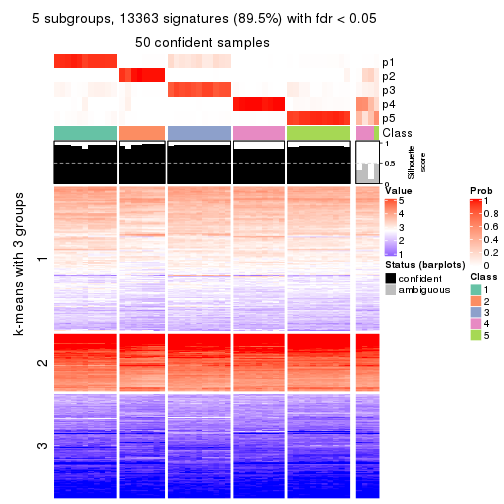 5 subgroups, 13363 signatures (89.5%) with fdr < 0.05
50 confident samples
p1
p2
p3
p4
p5
Class
1
0.5
0
Silhouette
score
k-means with 3 groups
1
2
3
Value
5
4
3
2
1
Status (barplots)
confident
ambiguous
Prob
1
0.8
0.6
0.4
0.2
0
Class
1
2
3
4
5